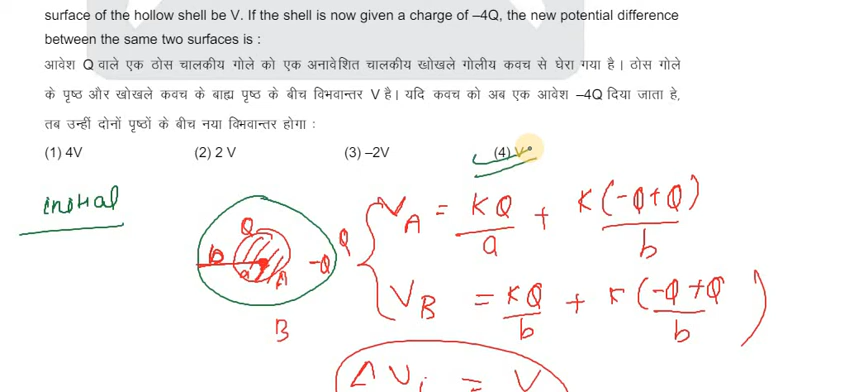 surface of the hollow shell be V. If the shell is now given a charge of –4Q, the new potential difference
between the same two surfaces is :
आवेश Q वाले एक ठोस चालकीय गोले को एक अनावेशित चालकीय खोखले गोलीय कवच से घेरा गया है। ठोस गोले
के पृष्ठ और खोखले कवच के बाह्य पृष्ठ के बीच विभवान्तर V है। यदि कवच को अब एक आवेश –4Q दिया जाता है,
तब उन्हीं दोनों पृष्ठों के बीच नया विभवान्तर होगा :
(1) 4V (2) 2 V (3) –2V (4) V
initial
Q
b a A -Q Q
B
V_A = KQ/a + K(-Q+Q)/b
V_B = KQ/b + K(-Q+Q)/b
ΔV_i = V